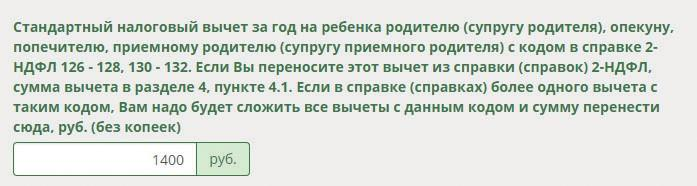 Стандартный налоговый вычет за год на ребенка родителю (супругу родителя), опекуну,
попечителю, приемному родителю (супругу приемного родителя) с кодом в справке 2-
НДФЛ 126 - 128, 130 - 132. Если Вы переносите этот вычет из справки (справок) 2-НДФЛ,
сумма вычета в разделе 4, пункте 4.1. Если в справке (справках) более одного вычета с
таким кодом, Вам надо будет сложить все вычеты с данным кодом и сумму перенести
сюда, руб. (без копеек)
1400 руб.